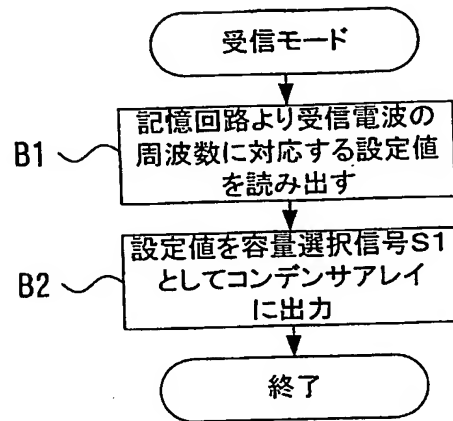 受信モード
B1
記憶回路より受信電波の
周波数に対応する設定値
を読み出す
B2
設定値を容量選択信号S1
としてコンデンサアレイ
に出力
終了